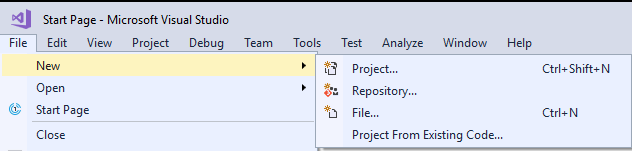 Start Page - Microsoft Visual Studio
File Edit View Project Debug Team Tools Test Analyze Window Help
New
Project... Ctrl+Shift+N
Open
Repository...
Start Page
File... Ctrl+N
Close
Project From Existing Code...